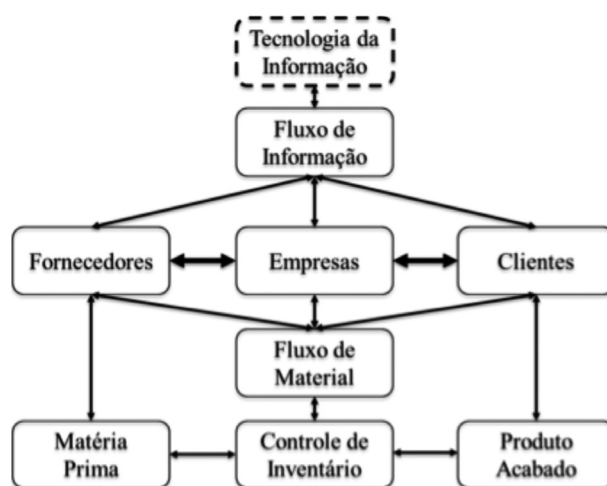 Tecnologia da
Informação
Fluxo de
Informação
Fornecedores
Empresas
Clientes
Fluxo de
Material
Matéria
Prima
Controle de
Inventário
Produto
Acabado